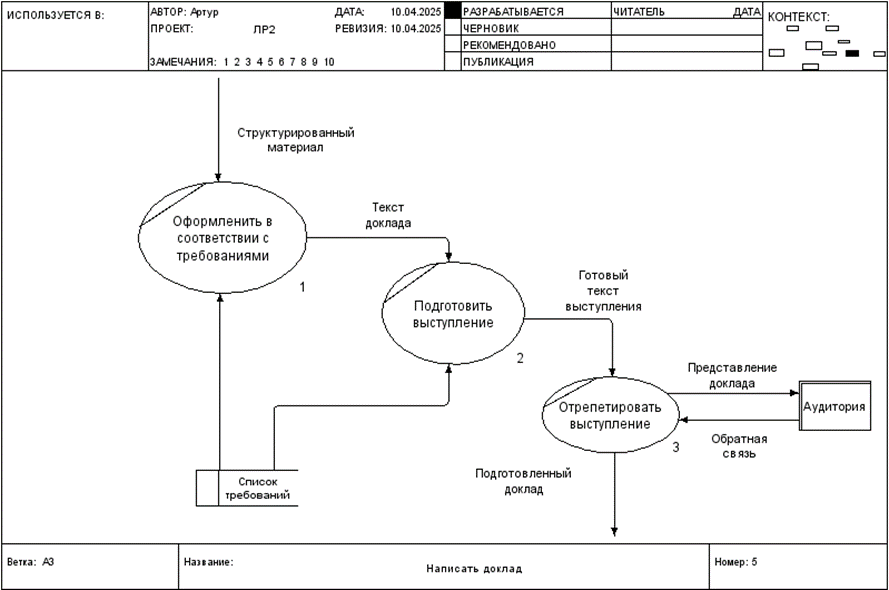 ИСПОЛЬЗУЕТСЯ В:
АВТОР: Артур
ДАТА: 10.04.2025
ПРОЕКТ: ЛР2
РЕВИЗИЯ: 10.04.2025
ЗАМЕЧАНИЯ: 1 2 3 4 5 6 7 8 9 10
РАЗРАБАТЫВАЕТСЯ
ЧЕРНОВИК
РЕКОМЕНДОВАНО
ПУБЛИКАЦИЯ
ЧИТАТЕЛЬ ДАТА
КОНТЕКСТ:
Структурированный
материал
Оформленить в
соответствии с
требованиями
1
Текст
доклада
Подготовить
выступление
2
Готовый
текст
выступления
Отрепетировать
выступление
3
Представление
доклада
Аудитория
Обратная
связь
Подготовленный
доклад
Список
требований
Ветка: А3
Название:
Написать доклад
Номер: 5